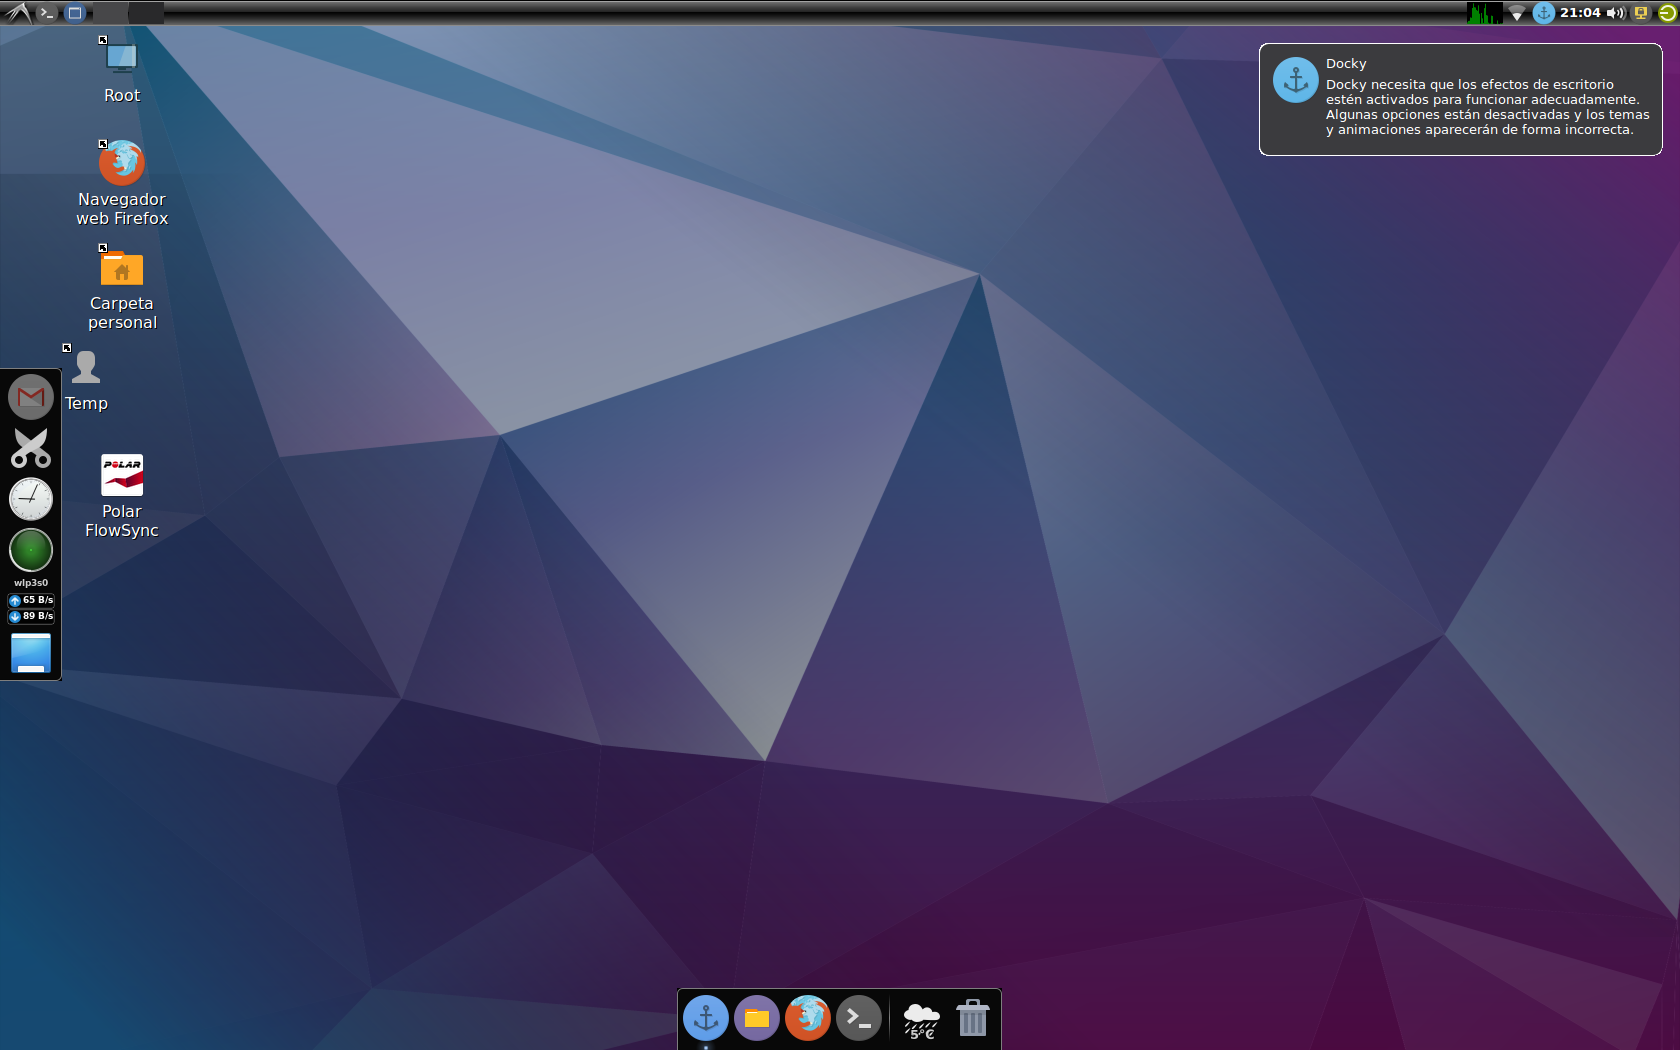 21:04
Root
Navegador
web Firefox
Carpeta
personal
Temp
POLAR
Polar
FlowSync
wlp3s0
65 B/s
89 B/s
Docky
Docky necesita que los efectos de escritorio
estén activados para funcionar adecuadamente.
Algunas opciones están desactivadas y los temas
y animaciones aparecerán de forma incorrecta.
5°C